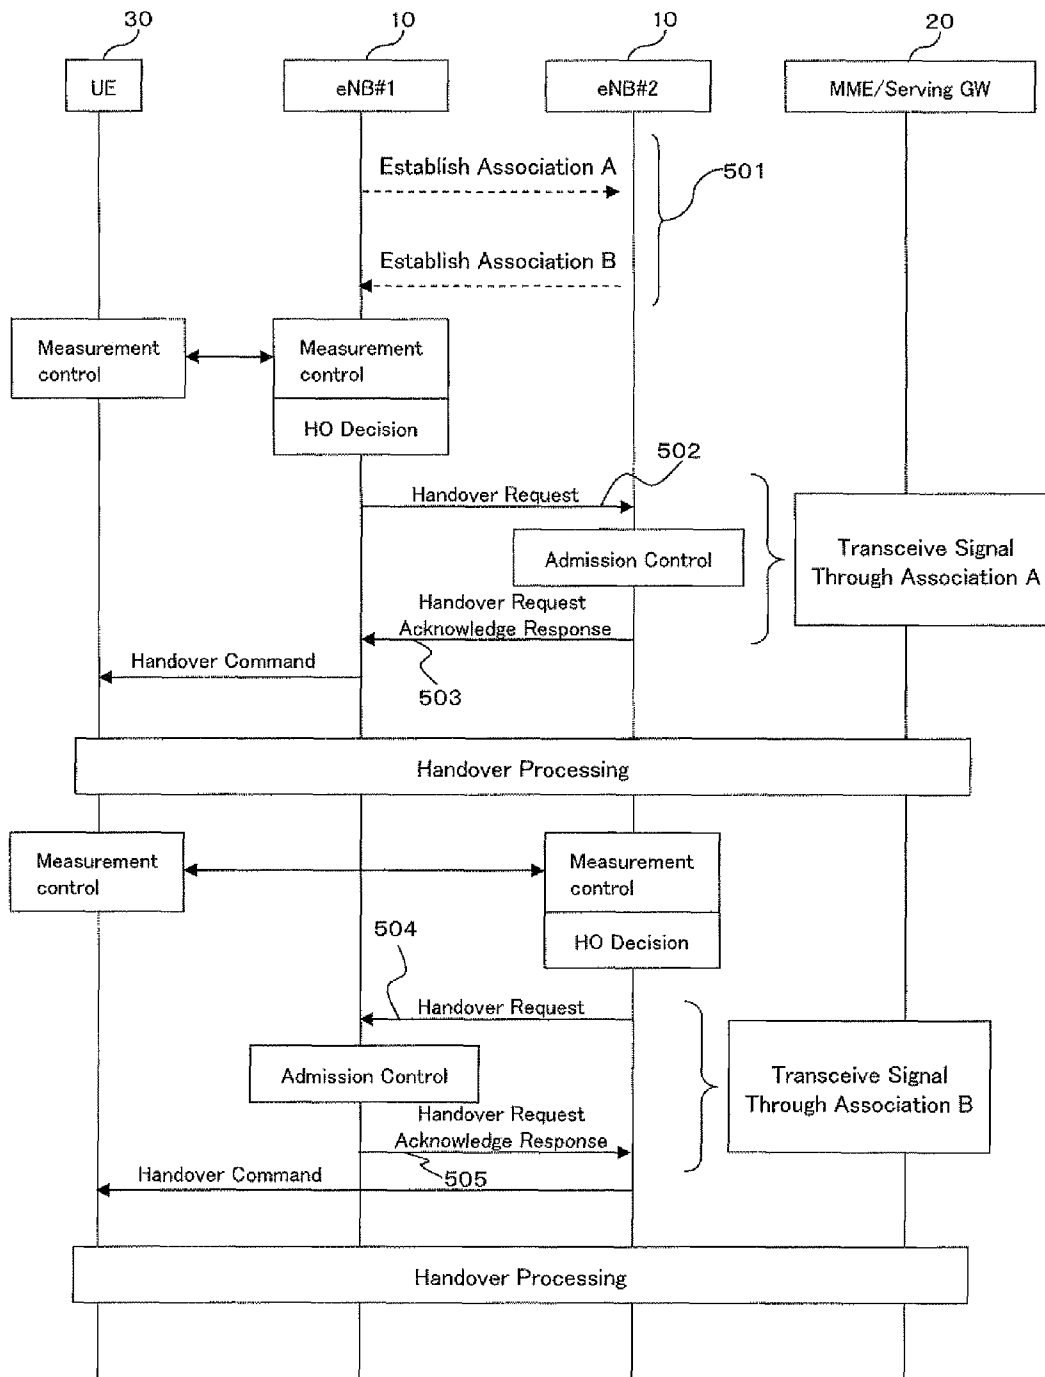 30
10
10
20
UE
eNB#1
eNB#2
MME/Serving GW
Establish Association A
501
Establish Association B
Measurement
control
Measurement
control
HO Decision
502
Handover Request
Admission Control
Transceive Signal
Through Association A
Handover Request
Acknowledge Response
Handover Command
503
Handover Processing
Measurement
control
Measurement
control
504
HO Decision
Handover Request
Admission Control
Transceive Signal
Through Association B
Handover Request
Acknowledge Response
Handover Command
505
Handover Processing